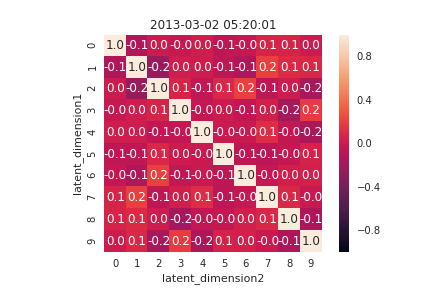 2013-03-02 05:20:01
0 1.0 -0.1 0.0 -0.0 0.0 -0.1 -0.0 0.1 0.1 0.0
1 -0.1 1.0 -0.2 0.0 0.0 -0.1 -0.1 0.2 0.1 0.1
2 0.0 -0.2 1.0 0.1 -0.1 0.1 0.2 -0.1 0.0 -0.2
3 -0.0 0.0 0.1 1.0 -0.0 0.0 -0.1 0.0 -0.2 0.2
4 0.0 0.0 -0.1 -0.0 1.0 -0.0 -0.0 0.1 -0.0 -0.2
5 -0.1 -0.1 0.1 0.0 -0.0 1.0 -0.1 -0.1 -0.0 0.1
6 -0.0 -0.1 0.2 -0.1 -0.0 -0.1 1.0 -0.0 0.0 0.0
7 0.1 0.2 -0.1 0.0 0.1 -0.1 -0.0 1.0 0.1 -0.0
8 0.1 0.1 0.0 -0.2 -0.0 -0.0 0.0 0.1 1.0 -0.1
9 0.0 0.1 -0.2 0.2 -0.2 0.1 0.0 -0.0 -0.1 1.0
0 1 2 3 4 5 6 7 8 9
latent_dimension1
latent_dimension2
0.8
0.4
0.0
−0.4
−0.8